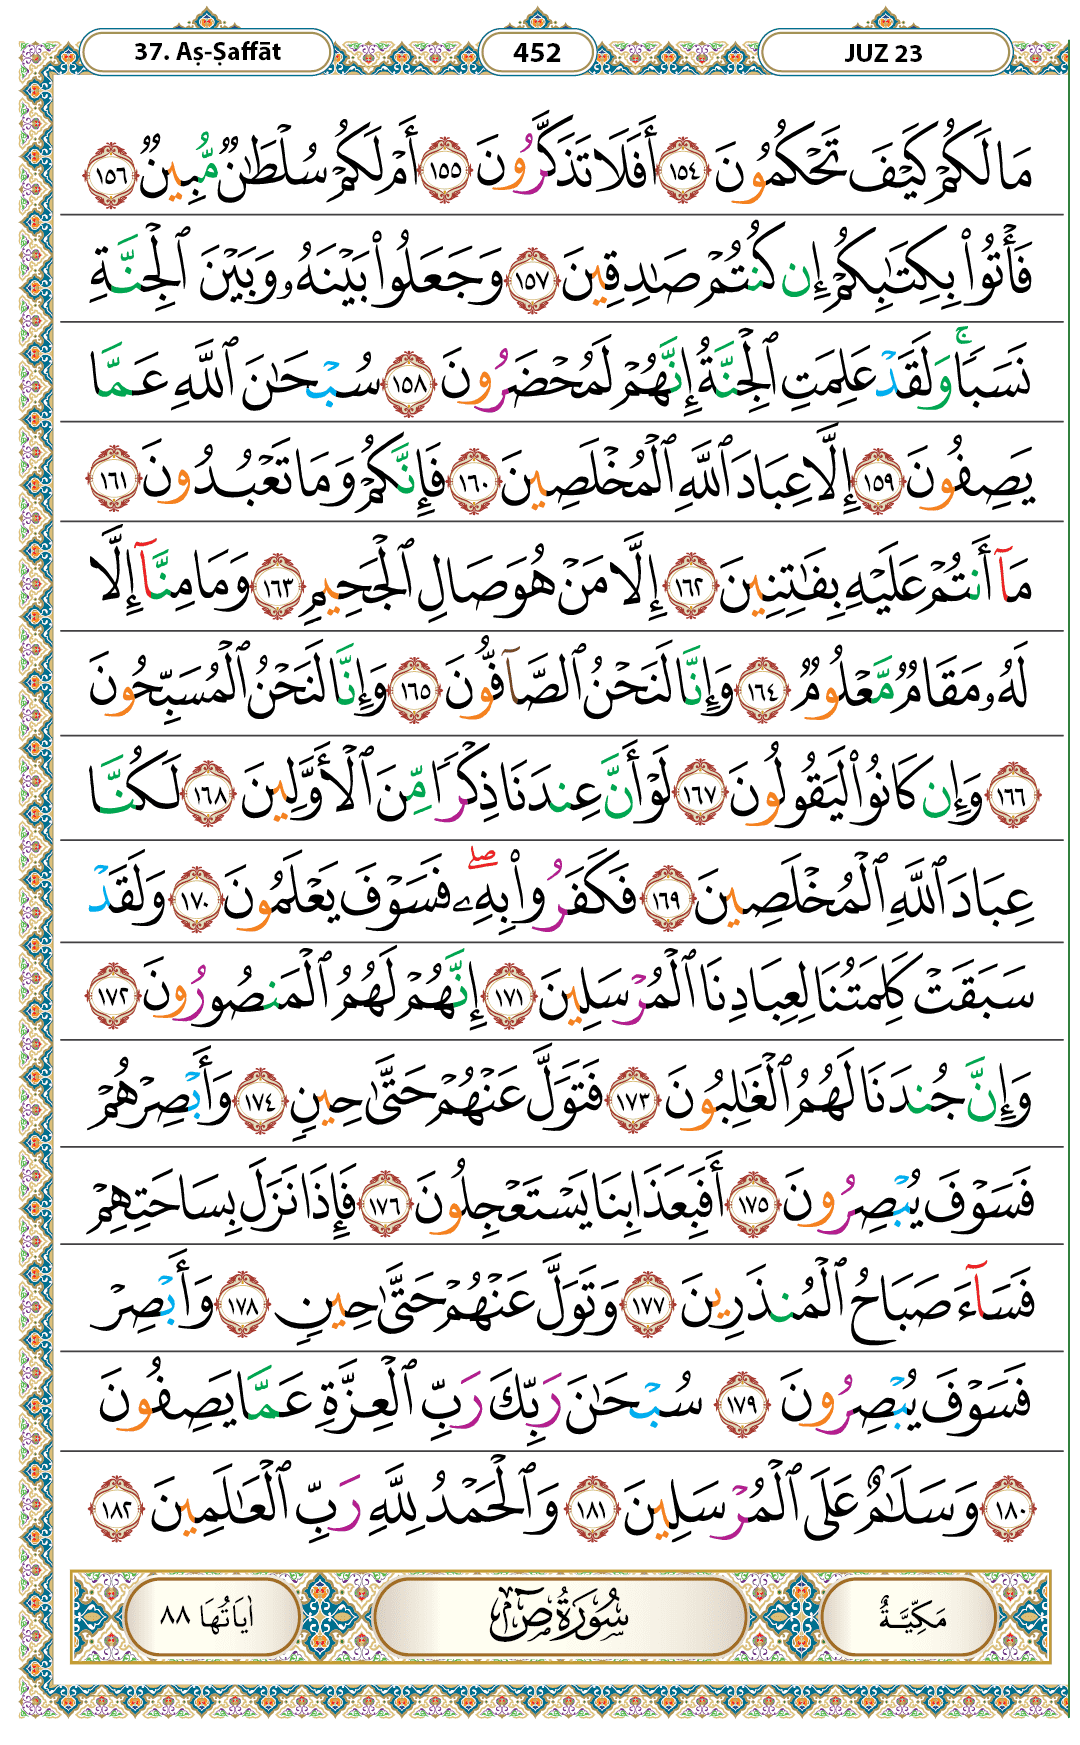 37. Aṣ-Ṣaffāt 452 JUZ 23
مَا لَكُمْ كَيْفَ تَحْكُمُونَ ١٥٤ أَفَلَا تَذَكَّرُونَ ١٥٥ أَمْ لَكُمْ سُلْطَٰنٌ مُّبِينٌ ١٥٦
فَأْتُوا۟ بِكِتَٰبِكُمْ إِن كُنتُمْ صَٰدِقِينَ ١٥٧ وَجَعَلُوا۟ بَيْنَهُۥ وَبَيْنَ ٱلْجِنَّةِ
نَسَبًا ۚ وَلَقَدْ عَلِمَتِ ٱلْجِنَّةُ إِنَّهُمْ لَمُحْضَرُونَ ١٥٨ سُبْحَٰنَ ٱللَّهِ عَمَّا
يَصِفُونَ ١٥٩ إِلَّا عِبَادَ ٱللَّهِ ٱلْمُخْلَصِينَ ١٦٠ فَإِنَّكُمْ وَمَا تَعْبُدُونَ ١٦١
مَآ أَنتُمْ عَلَيْهِ بِفَٰتِنِينَ ١٦٢ إِلَّا مَنْ هُوَ صَالِ ٱلْجَحِيمِ ١٦٣ وَمَا مِنَّآ إِلَّا
لَهُۥ مَقَامٌ مَّعْلُومٌ ١٦٤ وَإِنَّا لَنَحْنُ ٱلصَّآفُّونَ ١٦٥ وَإِنَّا لَنَحْنُ ٱلْمُسَبِّحُونَ
١٦٦ وَإِن كَانُوا۟ لَيَقُولُونَ ١٦٧ لَوْ أَنَّ عِندَنَا ذِكْرًا مِّنَ ٱلْأَوَّلِينَ ١٦٨ لَكُنَّا
عِبَادَ ٱللَّهِ ٱلْمُخْلَصِينَ ١٦٩ فَكَفَرُوا۟ بِهِۦ ۖ فَسَوْفَ يَعْلَمُونَ ١٧٠ وَلَقَدْ
سَبَقَتْ كَلِمَتُنَا لِعِبَادِنَا ٱلْمُرْسَلِينَ ١٧١ إِنَّهُمْ لَهُمُ ٱلْمَنصُورُونَ ١٧٢
وَإِنَّ جُندَنَا لَهُمُ ٱلْغَٰلِبُونَ ١٧٣ فَتَوَلَّ عَنْهُمْ حَتَّىٰ حِينٍ ١٧٤ وَأَبْصِرْهُمْ
فَسَوْفَ يُبْصِرُونَ ١٧٥ أَفَبِعَذَابِنَا يَسْتَعْجِلُونَ ١٧٦ فَإِذَا نَزَلَ بِسَاحَتِهِمْ
فَسَآءَ صَبَاحُ ٱلْمُنذَرِينَ ١٧٧ وَتَوَلَّ عَنْهُمْ حَتَّىٰ حِينٍ ١٧٨ وَأَبْصِرْ
فَسَوْفَ يُبْصِرُونَ ١٧٩ سُبْحَٰنَ رَبِّكَ رَبِّ ٱلْعِزَّةِ عَمَّا يَصِفُونَ
١٨٠ وَسَلَٰمٌ عَلَى ٱلْمُرْسَلِينَ ١٨١ وَٱلْحَمْدُ لِلَّهِ رَبِّ ٱلْعَٰلَمِينَ ١٨٢
مَكِّيَّةٌ سُورَةُ صٓ اٰيَاتُهَا ٨٨